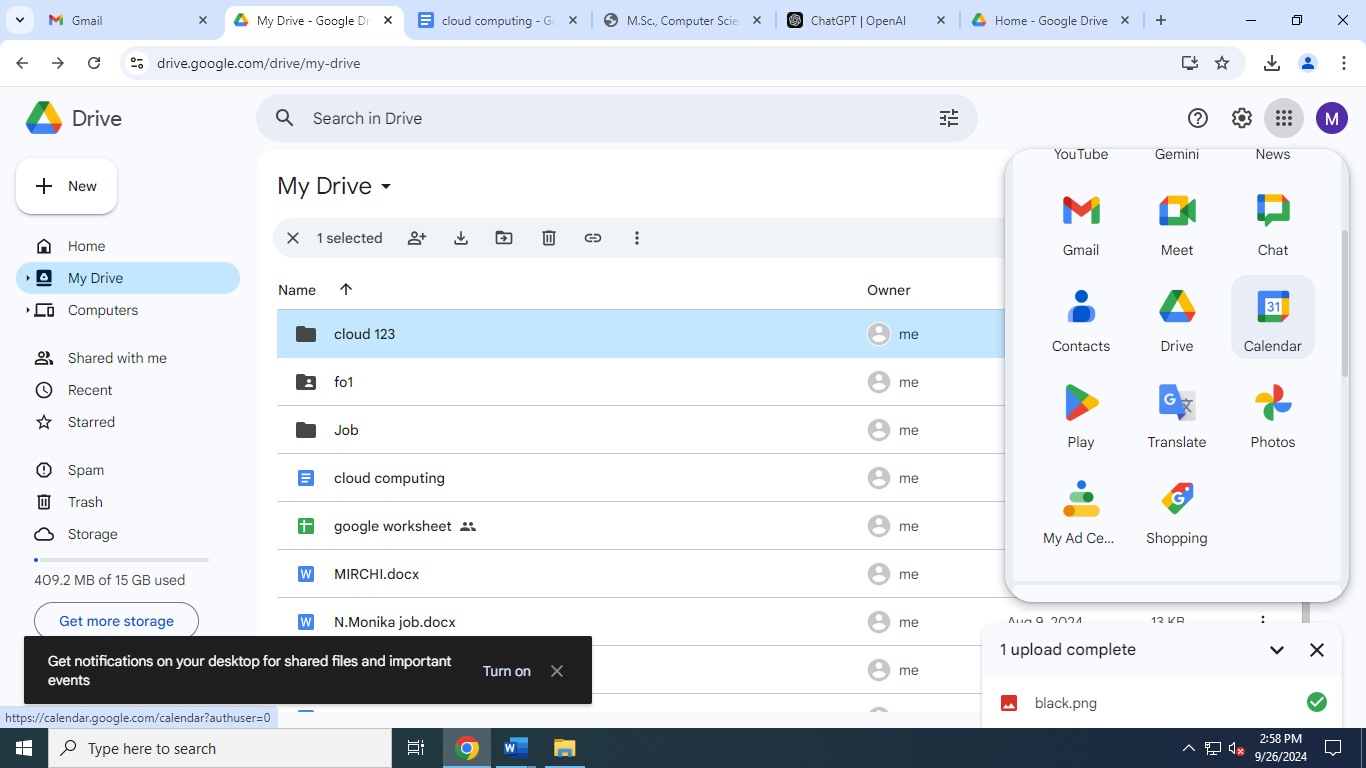 Gmail
My Drive - Google Dr
cloud computing - Go
M.Sc., Computer Scie
ChatGPT | OpenAI
Home - Google Drive
drive.google.com/drive/my-drive
Drive
Search in Drive
M
New
Home
My Drive
Computers
Shared with me
Recent
Starred
Spam
Trash
Storage
409.2 MB of 15 GB used
Get more storage
My Drive
1 selected
Name
Owner
cloud 123
me
fo1
me
Job
me
cloud computing
me
google worksheet
me
MIRCHI.docx
me
N.Monika job.docx
me
Aug 9, 2024
13 KB
me
YouTube
Gemini
News
Gmail
Meet
Chat
Contacts
Drive
31
Calendar
Play
Translate
Photos
My Ad Ce...
Shopping
Get notifications on your desktop for shared files and important
events
Turn on
1 upload complete
black.png
https://calendar.google.com/calendar?authuser=0
Type here to search
2:58 PM
9/26/2024